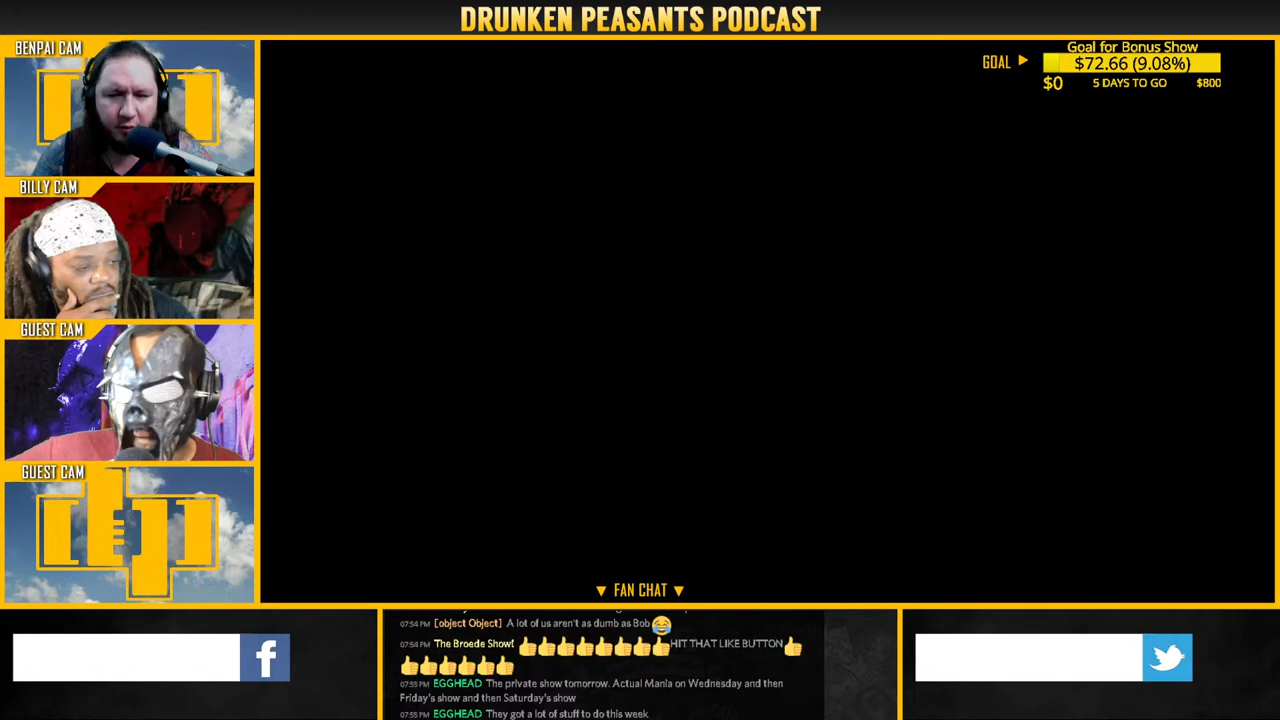 DRUNKEN PEASANTS PODCAST
BENPAI CAM
BILLY CAM
GUEST CAM
GUEST CAM
GOAL
Goal for Bonus Show
$72.66 (9.08%)
$0 5 DAYS TO GO $800
FAN CHAT
07:54 PM [object Object] A lot of us aren't as dumb as Bob 😂
07:54 PM The Broede Show! 👍👍👍👍👍👍👍👍HIT THAT LIKE BUTTON👍
👍👍👍👍👍👍
07:55 PM EGGHEAD The private show tomorrow. Actual Mania on Wednesday and then
Friday's show and then Saturday's show
07:55 PM EGGHEAD They got a lot of stuff to do this week